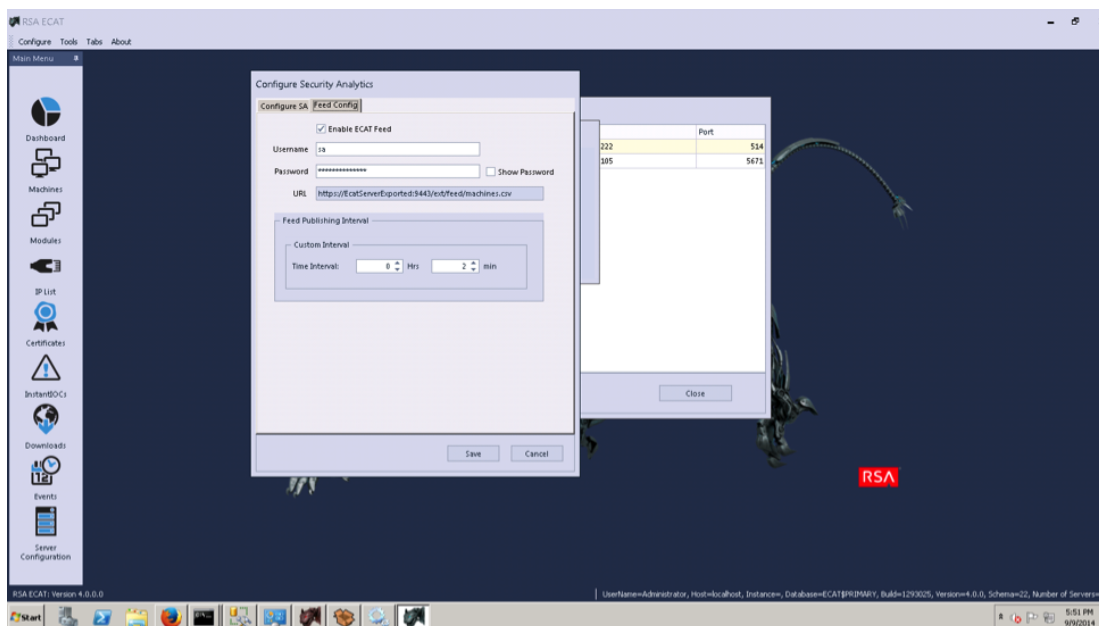 RSA ECAT
Configure Tools Tabs About
Main Menu
Dashboard
Machines
Modules
IP List
Certificates
InstantIOCs
Downloads
Events
Server
Configuration
Configure Security Analytics
Configure SA Feed Config
Enable ECAT Feed
Username sa
Password **************
Show Password
URL https://EcatServerExported:9443/ext/feed/machines.csv
Feed Publishing Interval
Custom Interval
Time Interval: 0 Hrs 2 min
Save Cancel
Port
222 514
105 5671
Close
RSA
RSA ECAT: Version 4.0.0.0
UserName=Administrator, Host=localhost, Instance=, Database=ECAT$PRIMARY, Build=1293025, Version=4.0.0, Schema=22, Number of Servers=
Start
12
5:51 PM
9/9/2014